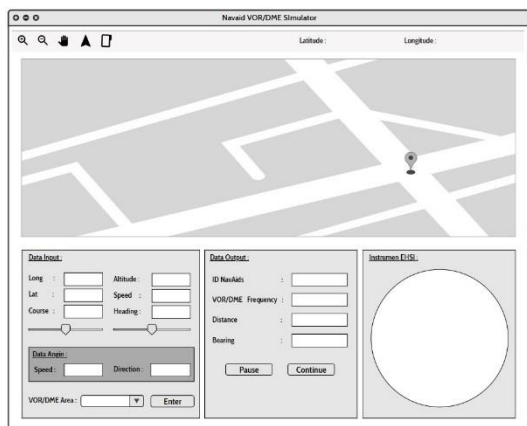 Navaid VOR/DME SImulator
Latitude : Longitude :
Data Input : Data Output : Instrumen EHSI :
Long : Altitude : ID NavAids :
Lat : Speed : VOR/DME Frequency :
Course : Heading : Distance :
Data Angin : Bearing :
Speed : Direction : Pause Continue
VOR/DME Area : Enter